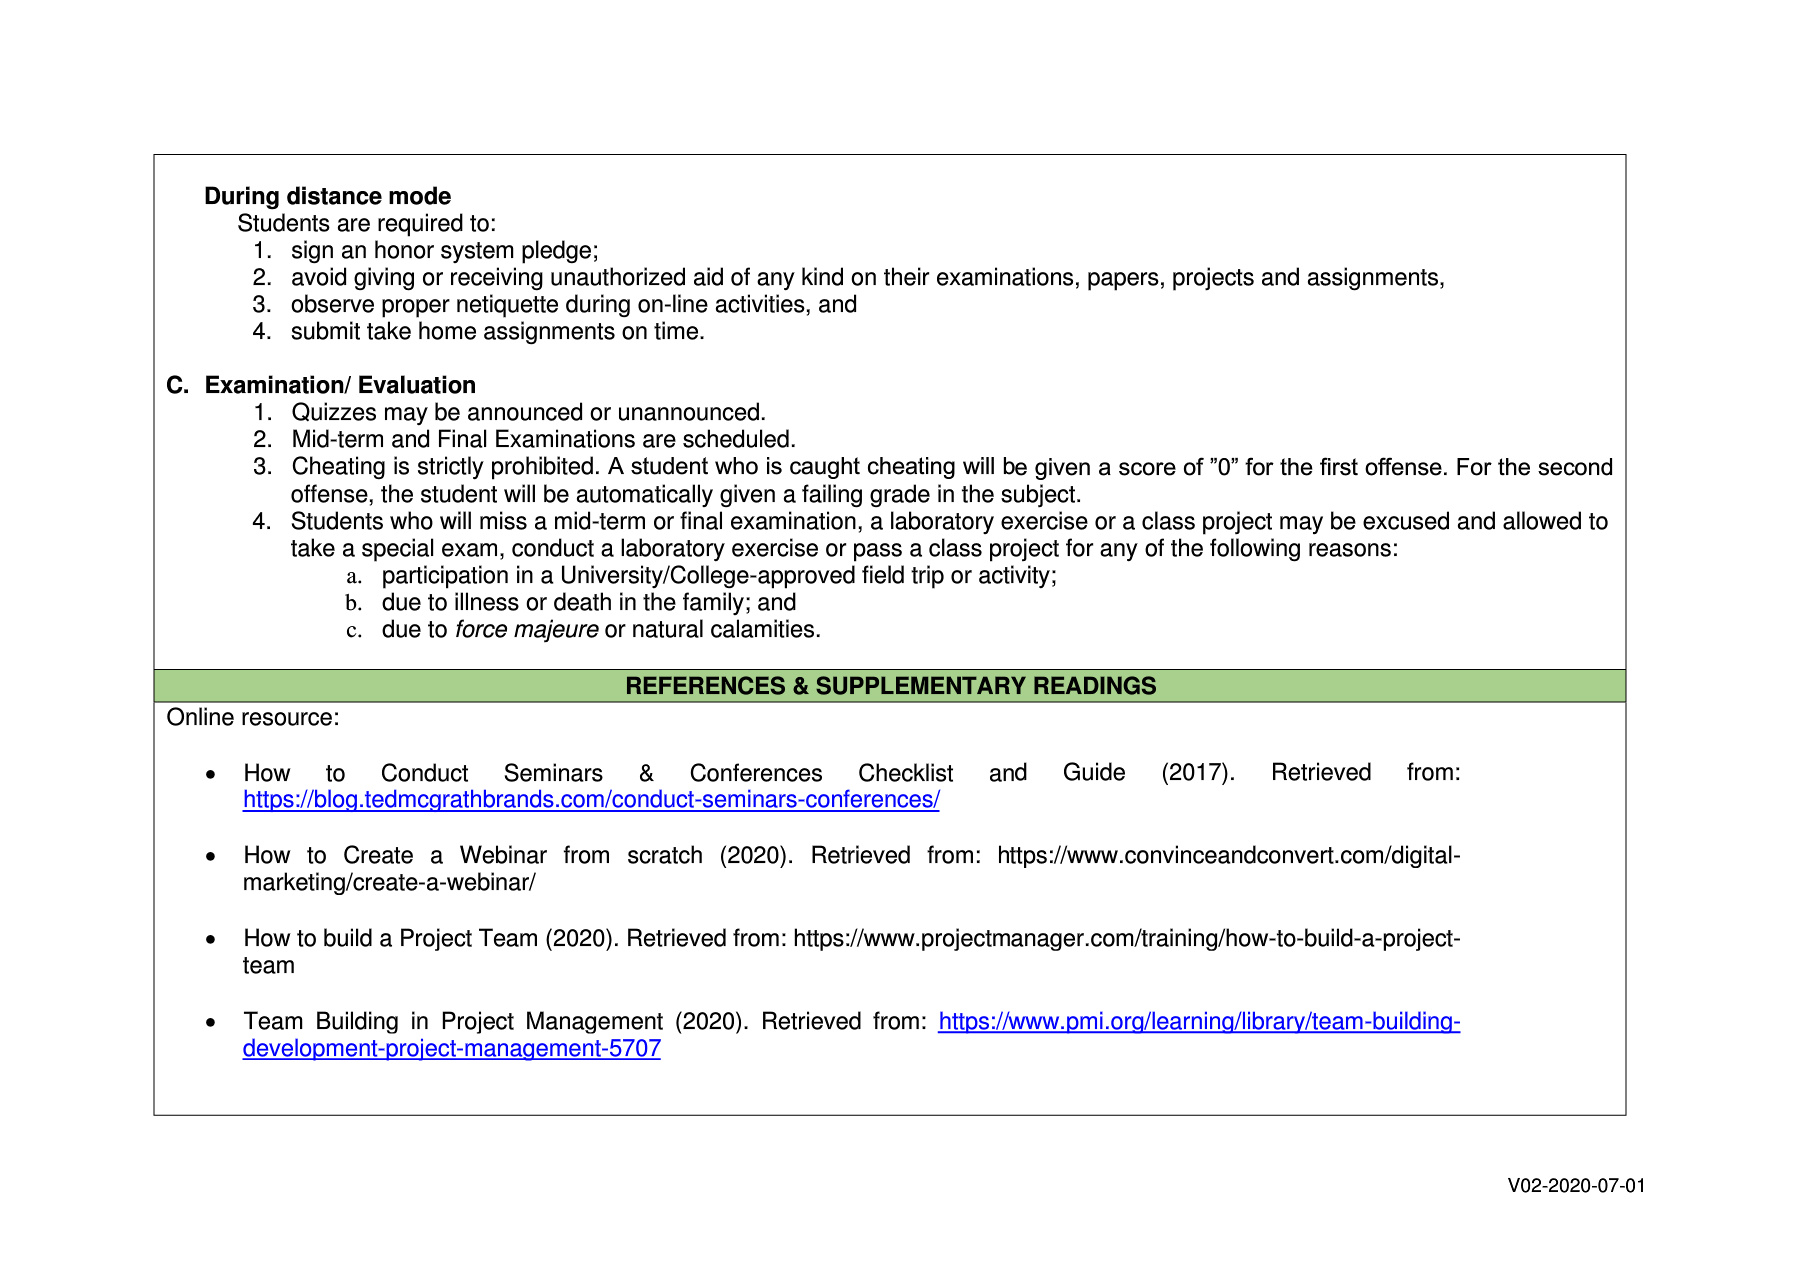 During distance mode
Students are required to:
1. sign an honor system pledge;
2. avoid giving or receiving unauthorized aid of any kind on their examinations, papers, projects and assignments,
3. observe proper netiquette during on-line activities, and
4. submit take home assignments on time.
C. Examination/ Evaluation
1. Quizzes may be announced or unannounced.
2. Mid-term and Final Examinations are scheduled.
3. Cheating is strictly prohibited. A student who is caught cheating will be given a score of ”0” for the first offense. For the second
offense, the student will be automatically given a failing grade in the subject.
4. Students who will miss a mid-term or final examination, a laboratory exercise or a class project may be excused and allowed to
take a special exam, conduct a laboratory exercise or pass a class project for any of the following reasons:
a. participation in a University/College-approved field trip or activity;
b. due to illness or death in the family; and
c. due to force majeure or natural calamities.
REFERENCES & SUPPLEMENTARY READINGS
Online resource:
• How to Conduct Seminars & Conferences Checklist and Guide (2017). Retrieved from:
https://blog.tedmcgrathbrands.com/conduct-seminars-conferences/
• How to Create a Webinar from scratch (2020). Retrieved from: https://www.convinceandconvert.com/digital-
marketing/create-a-webinar/
• How to build a Project Team (2020). Retrieved from: https://www.projectmanager.com/training/how-to-build-a-project-
team
• Team Building in Project Management (2020). Retrieved from: https://www.pmi.org/learning/library/team-building-
development-project-management-5707
V02-2020-07-01